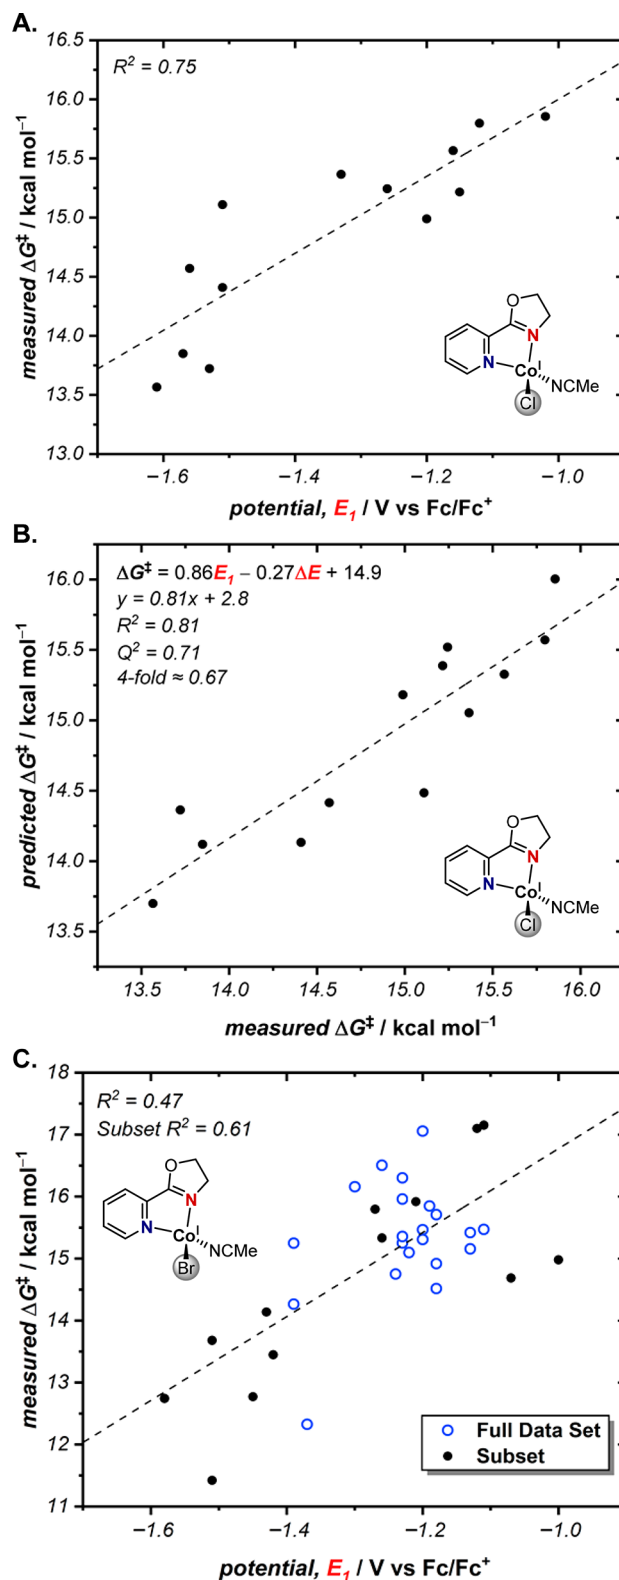 A.
R² = 0.75
16.5
16.0
15.5
15.0
14.5
14.0
13.5
13.0
measured ΔG‡ / kcal mol⁻¹
O
N
N
Coᴵ
NCMe
Cl
−1.6
−1.4
−1.2
−1.0
potential, E₁ / V vs Fc/Fc⁺
B.
ΔG‡ = 0.86E₁ − 0.27ΔE + 14.9
y = 0.81x + 2.8
R² = 0.81
Q² = 0.71
4-fold ≈ 0.67
16.0
15.5
15.0
14.5
14.0
13.5
predicted ΔG‡ / kcal mol⁻¹
O
N
N
Coᴵ
NCMe
Cl
13.5
14.0
14.5
15.0
15.5
16.0
measured ΔG‡ / kcal mol⁻¹
C.
R² = 0.47
Subset R² = 0.61
18
17
16
15
14
13
12
11
measured ΔG‡ / kcal mol⁻¹
O
N
N
Coᴵ
NCMe
Br
Full Data Set
Subset
−1.6
−1.4
−1.2
−1.0
potential, E₁ / V vs Fc/Fc⁺